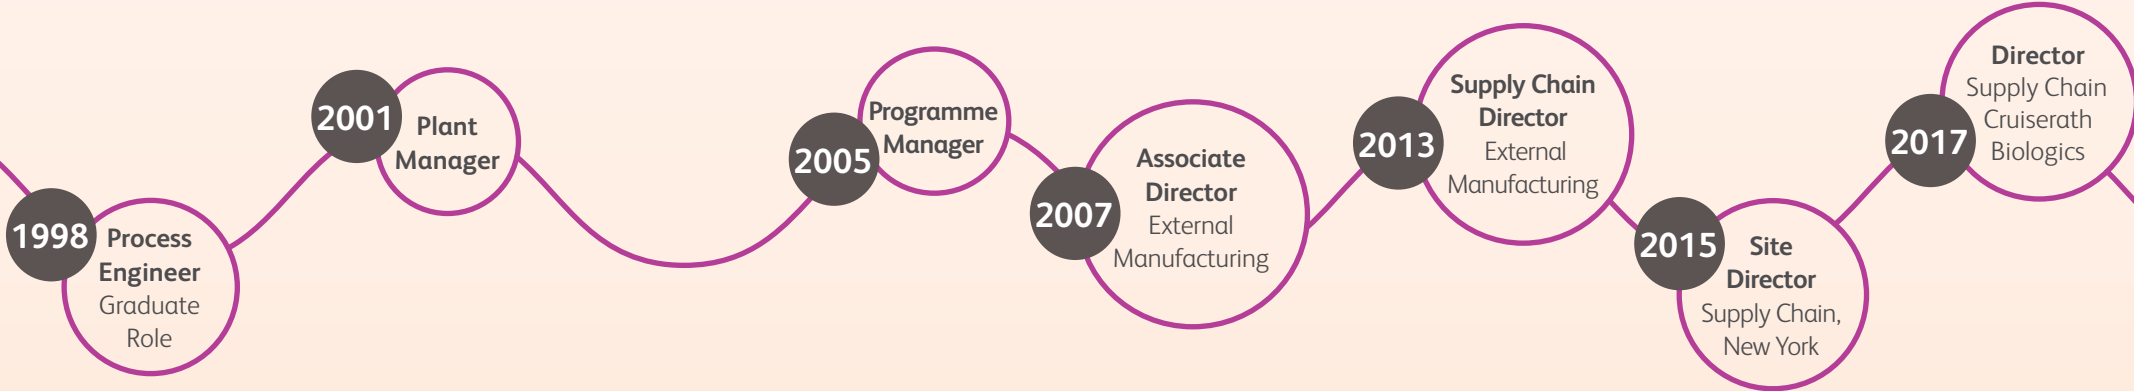 1998
Process
Engineer
Graduate
Role
2001
Plant
Manager
2005
Programme
Manager
2007
Associate
Director
External
Manufacturing
2013
Supply Chain
Director
External
Manufacturing
2015
Site
Director
Supply Chain,
New York
2017
Director
Supply Chain
Cruiserath
Biologics